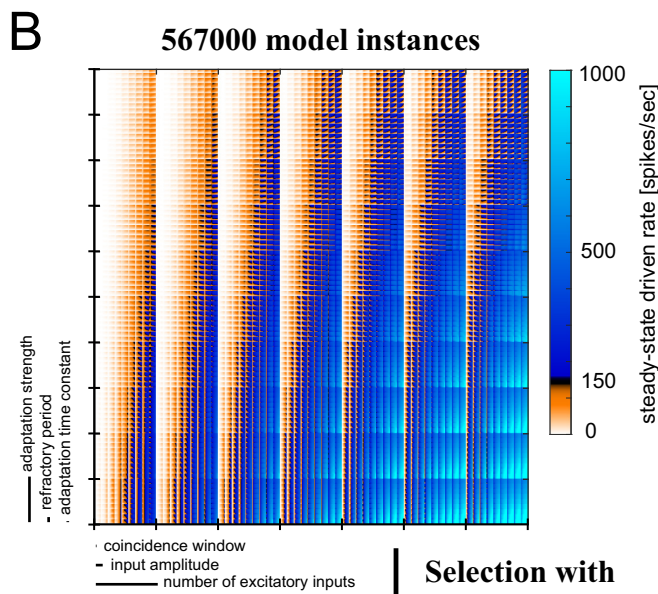 B
567000 model instances
1000
500
150
0
steady-state driven rate [spikes/sec]
adaptation strength
refractory period
adaptation time constant
coincidence window
input amplitude
number of excitatory inputs
Selection with